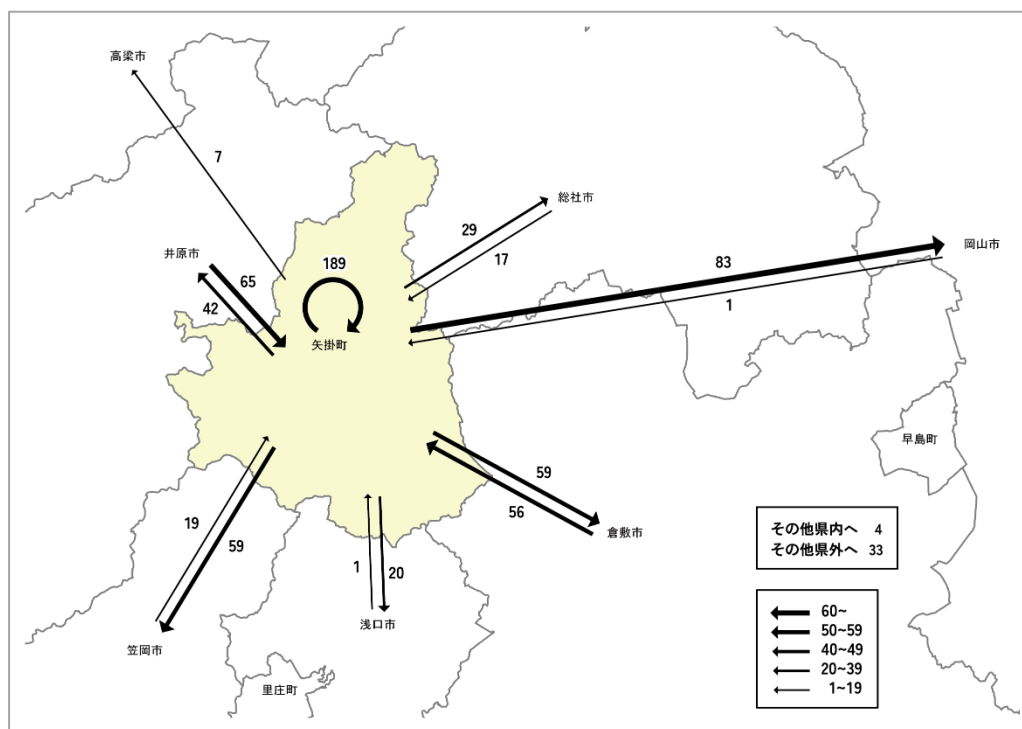 高梁市
7
総社市
29
17
井原市
65
42
189
矢掛町
岡山市
83
1
早島町
59
56
倉敷市
19
59
笠岡市
1
20
浅口市
里庄町
その他県内へ 4
その他県外へ 33
60~
50~59
40~49
20~39
1~19